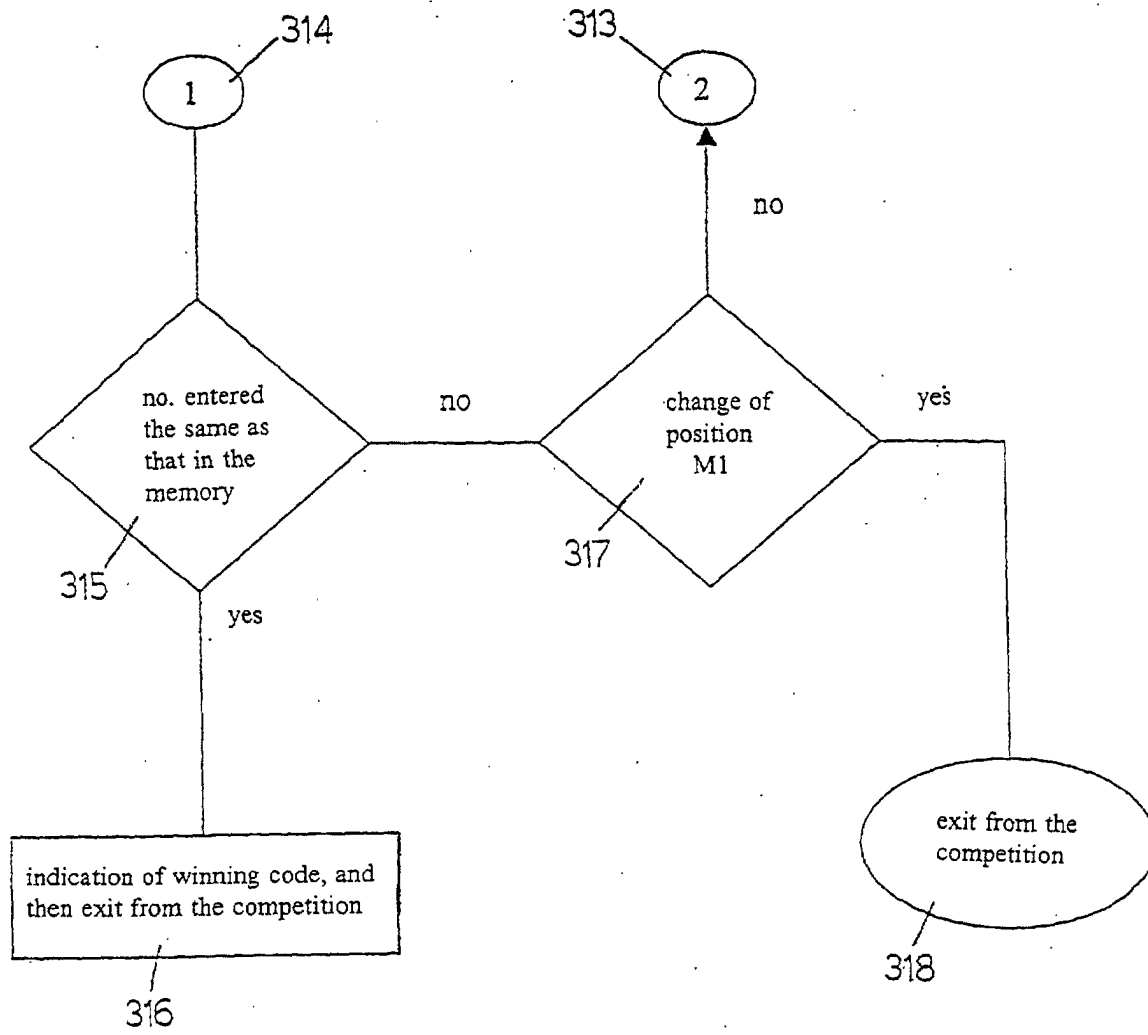 314
1
313
2
no
no. entered
the same as
that in the
memory
315
no
change of
position
M1
317
yes
yes
indication of winning code, and
then exit from the competition
316
exit from the
competition
318